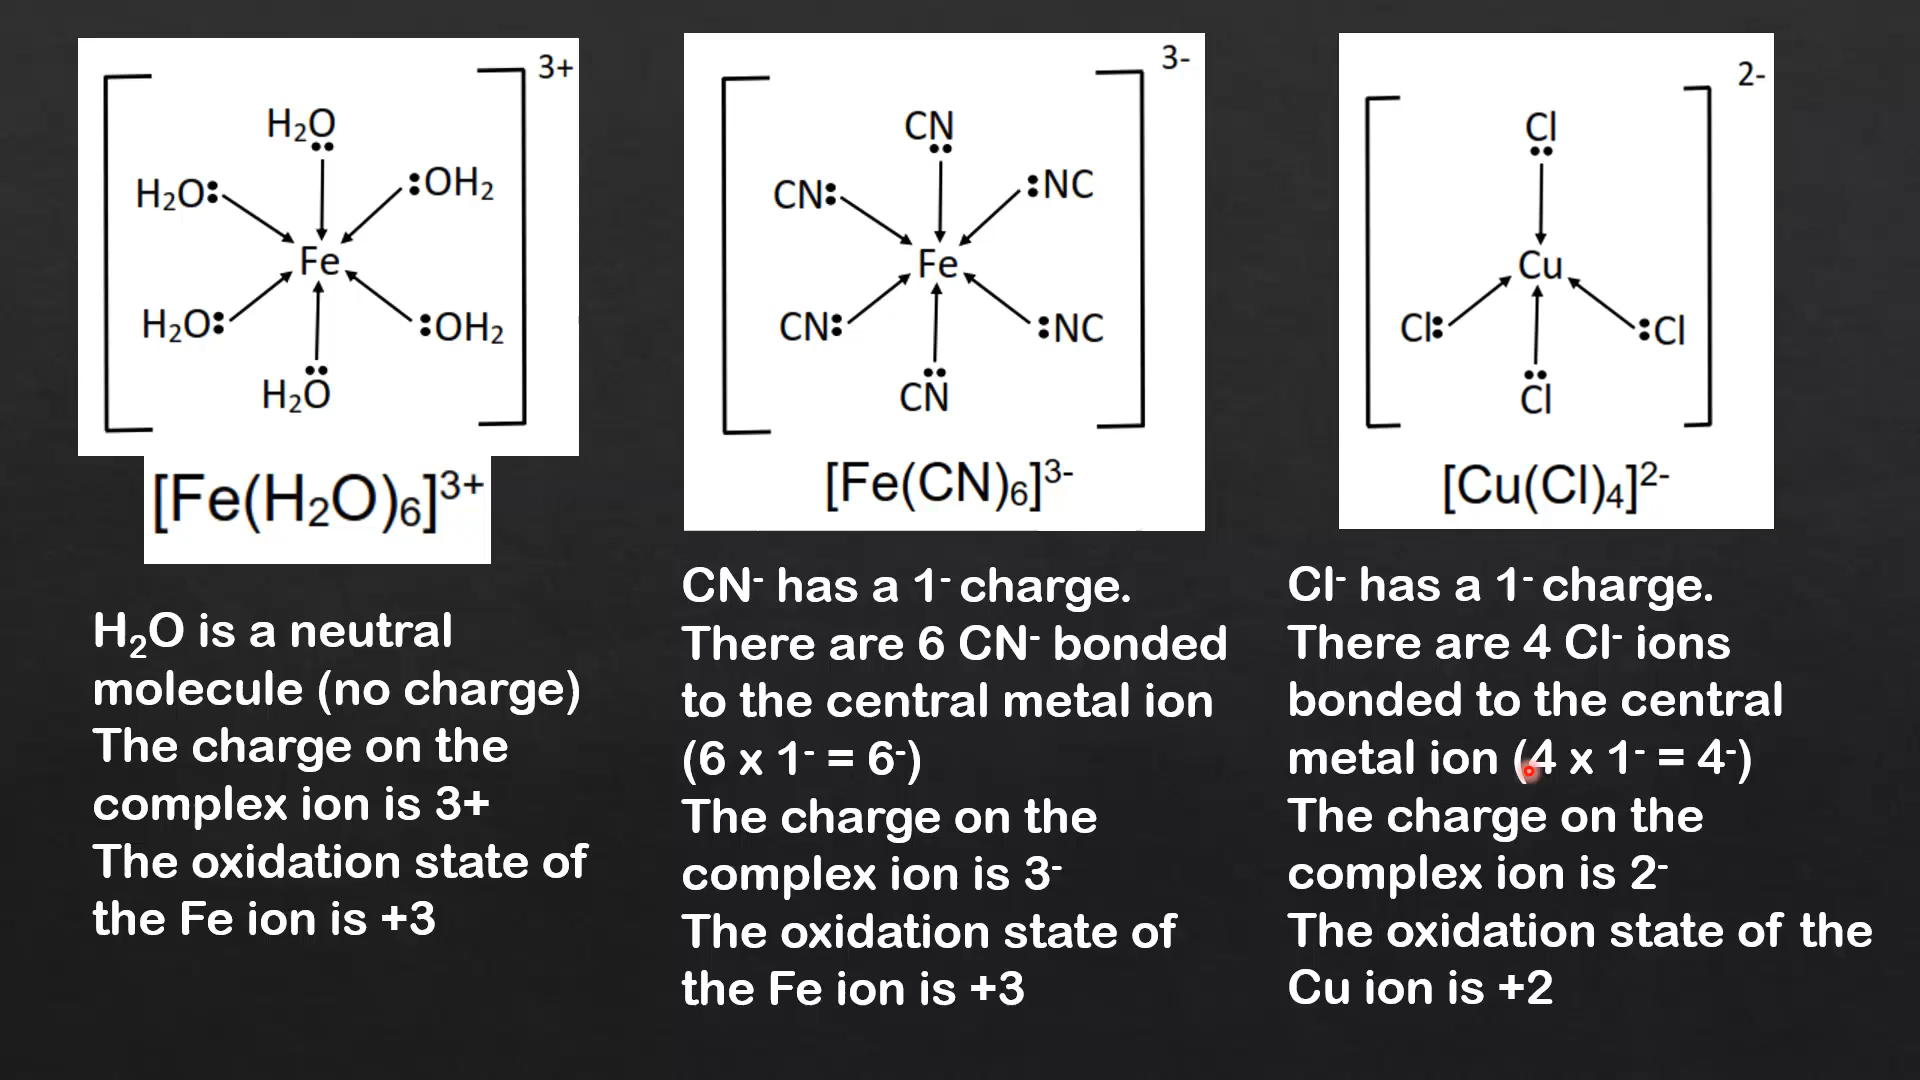 3+
H₂O
H₂O:
:OH₂
Fe
H₂O:
:OH₂
H₂O
[Fe(H₂O)₆]³⁺
H₂O is a neutral
molecule (no charge)
The charge on the
complex ion is 3+
The oxidation state of
the Fe ion is +3
3-
CN
CN:
:NC
Fe
CN:
:NC
CN
[Fe(CN)₆]³⁻
CN⁻ has a 1⁻ charge.
There are 6 CN⁻ bonded
to the central metal ion
(6 x 1⁻ = 6⁻)
The charge on the
complex ion is 3⁻
The oxidation state of
the Fe ion is +3
2-
Cl
Cu
Cl:
:Cl
Cl
[Cu(Cl)₄]²⁻
Cl⁻ has a 1⁻ charge.
There are 4 Cl⁻ ions
bonded to the central
metal ion (4 x 1⁻ = 4⁻)
The charge on the
complex ion is 2⁻
The oxidation state of the
Cu ion is +2